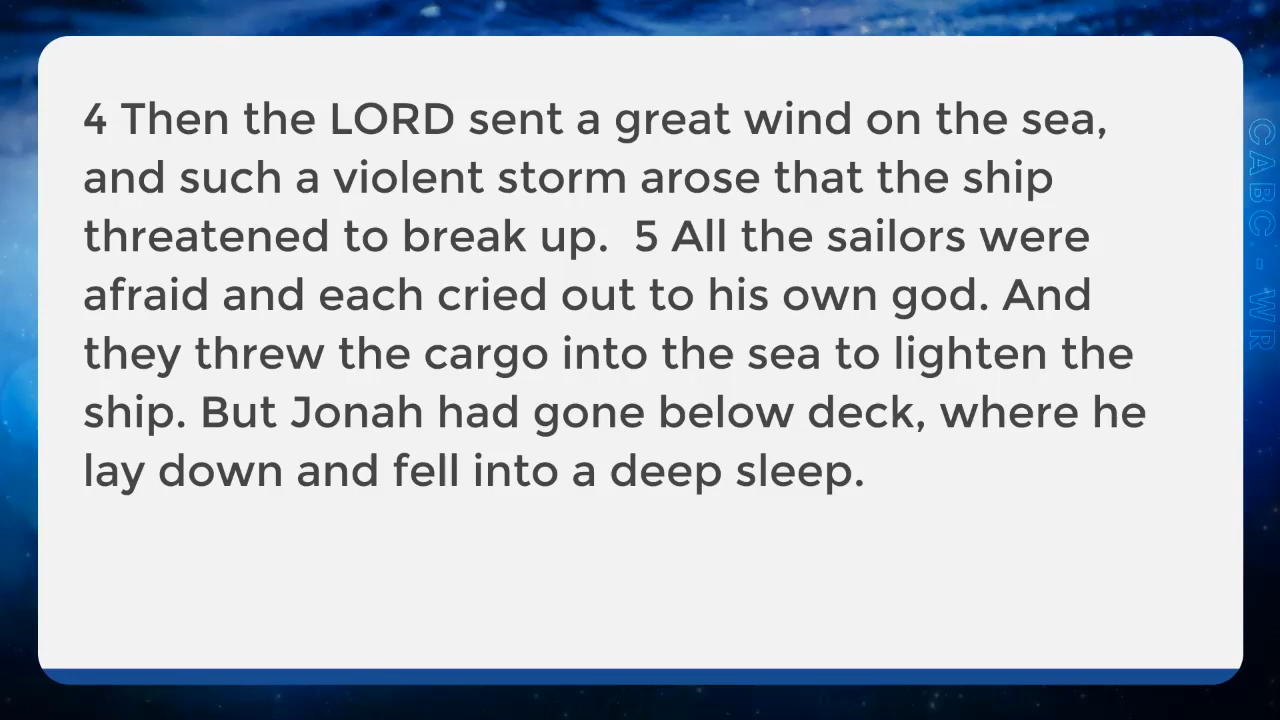 4 Then the LORD sent a great wind on the sea,
and such a violent storm arose that the ship
threatened to break up.  5 All the sailors were
afraid and each cried out to his own god. And
they threw the cargo into the sea to lighten the
ship. But Jonah had gone below deck, where he
lay down and fell into a deep sleep.
CABC - WR